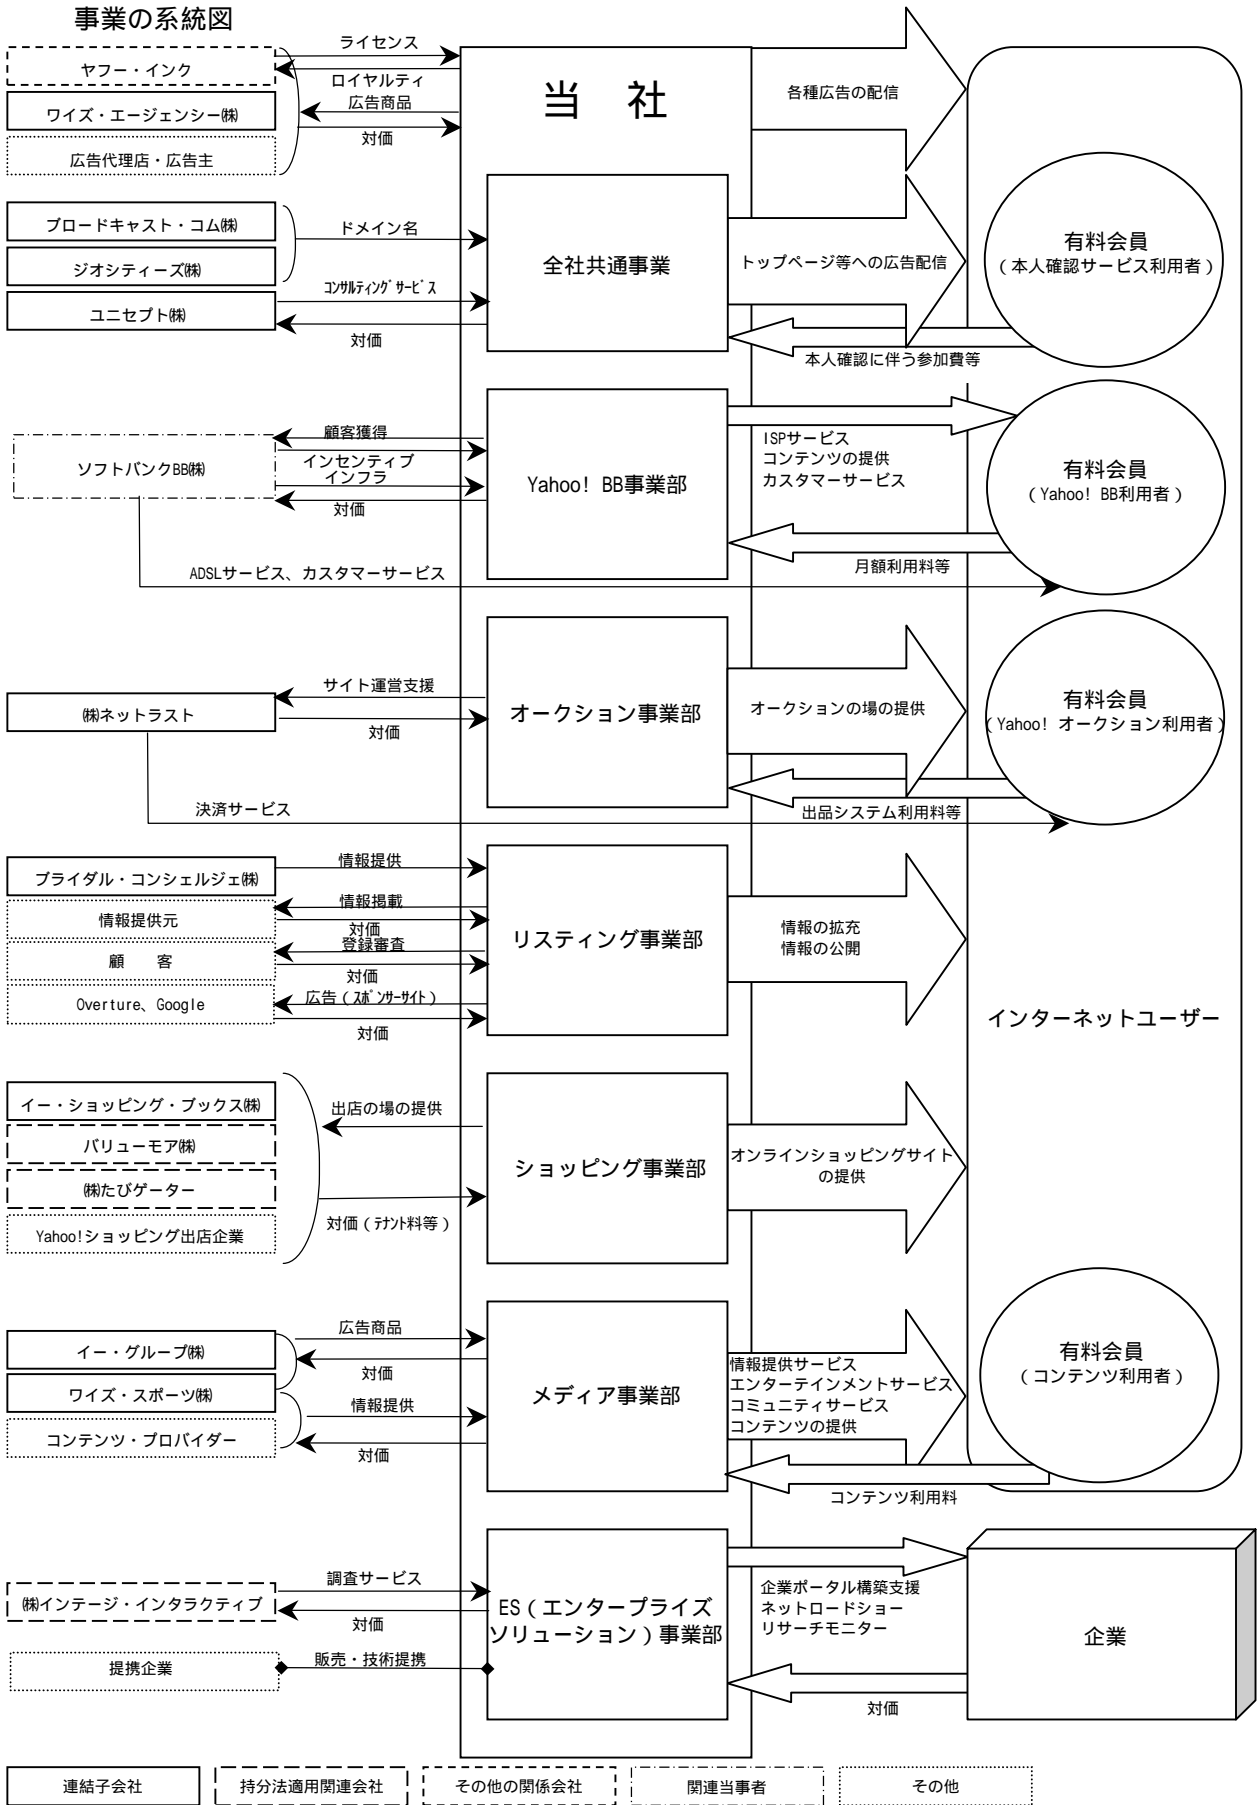 事業の系統図
ヤフー・インク
ワイズ・エージェンシー㈱
広告代理店・広告主
ライセンス
ロイヤルティ
広告商品
対価
当　社
各種広告の配信
ブロードキャスト・コム㈱
ジオシティーズ㈱
ユニセプト㈱
ドメイン名
コンサルティングサービス
対価
全社共通事業
トップページ等への広告配信
本人確認に伴う参加費等
有料会員
(本人確認サービス利用者)
ソフトバンクBB㈱
顧客獲得
インセンティブ
インフラ
対価
ADSLサービス、カスタマーサービス
Yahoo! BB事業部
ISPサービス
コンテンツの提供
カスタマーサービス
月額利用料等
有料会員
(Yahoo! BB利用者)
㈱ネットラスト
サイト運営支援
対価
決済サービス
オークション事業部
オークションの場の提供
出品システム利用料等
有料会員
(Yahoo! オークション利用者)
ブライダル・コンシェルジェ㈱
情報提供元
顧　客
Overture、Google
情報提供
情報掲載
対価
登録審査
対価
広告(スポンサーサイト)
対価
リスティング事業部
情報の拡充
情報の公開
インターネットユーザー
イー・ショッピング・ブックス㈱
バリューモア㈱
㈱たびゲーター
Yahoo!ショッピング出店企業
出店の場の提供
対価(テナント料等)
ショッピング事業部
オンラインショッピングサイト
の提供
イー・グループ㈱
ワイズ・スポーツ㈱
コンテンツ・プロバイダー
広告商品
対価
情報提供
対価
メディア事業部
情報提供サービス
エンターテインメントサービス
コミュニティサービス
コンテンツの提供
コンテンツ利用料
有料会員
(コンテンツ利用者)
㈱インテージ・インタラクティブ
提携企業
調査サービス
対価
販売・技術提携
ES(エンタープライズ
ソリューション)事業部
企業ポータル構築支援
ネットロードショー
リサーチモニター
対価
企業
連結子会社
持分法適用関連会社
その他の関係会社
関連当事者
その他